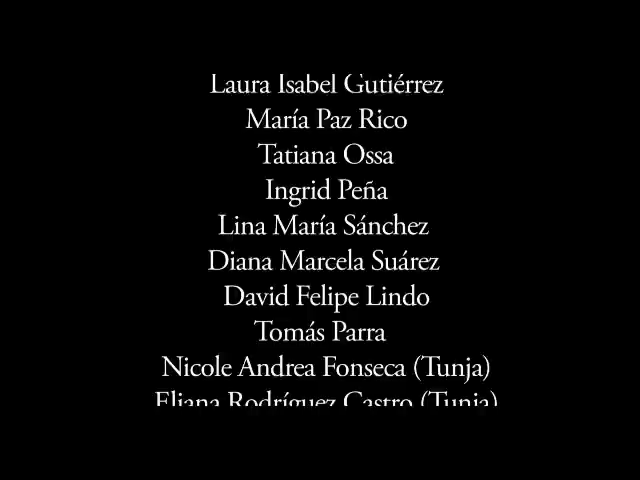 Laura Isabel Gutiérrez
María Paz Rico
Tatiana Ossa
Ingrid Peña
Lina María Sánchez
Diana Marcela Suárez
David Felipe Lindo
Tomás Parra
Nicole Andrea Fonseca (Tunja)
Eliana Rodríguez Castro (Tunja)